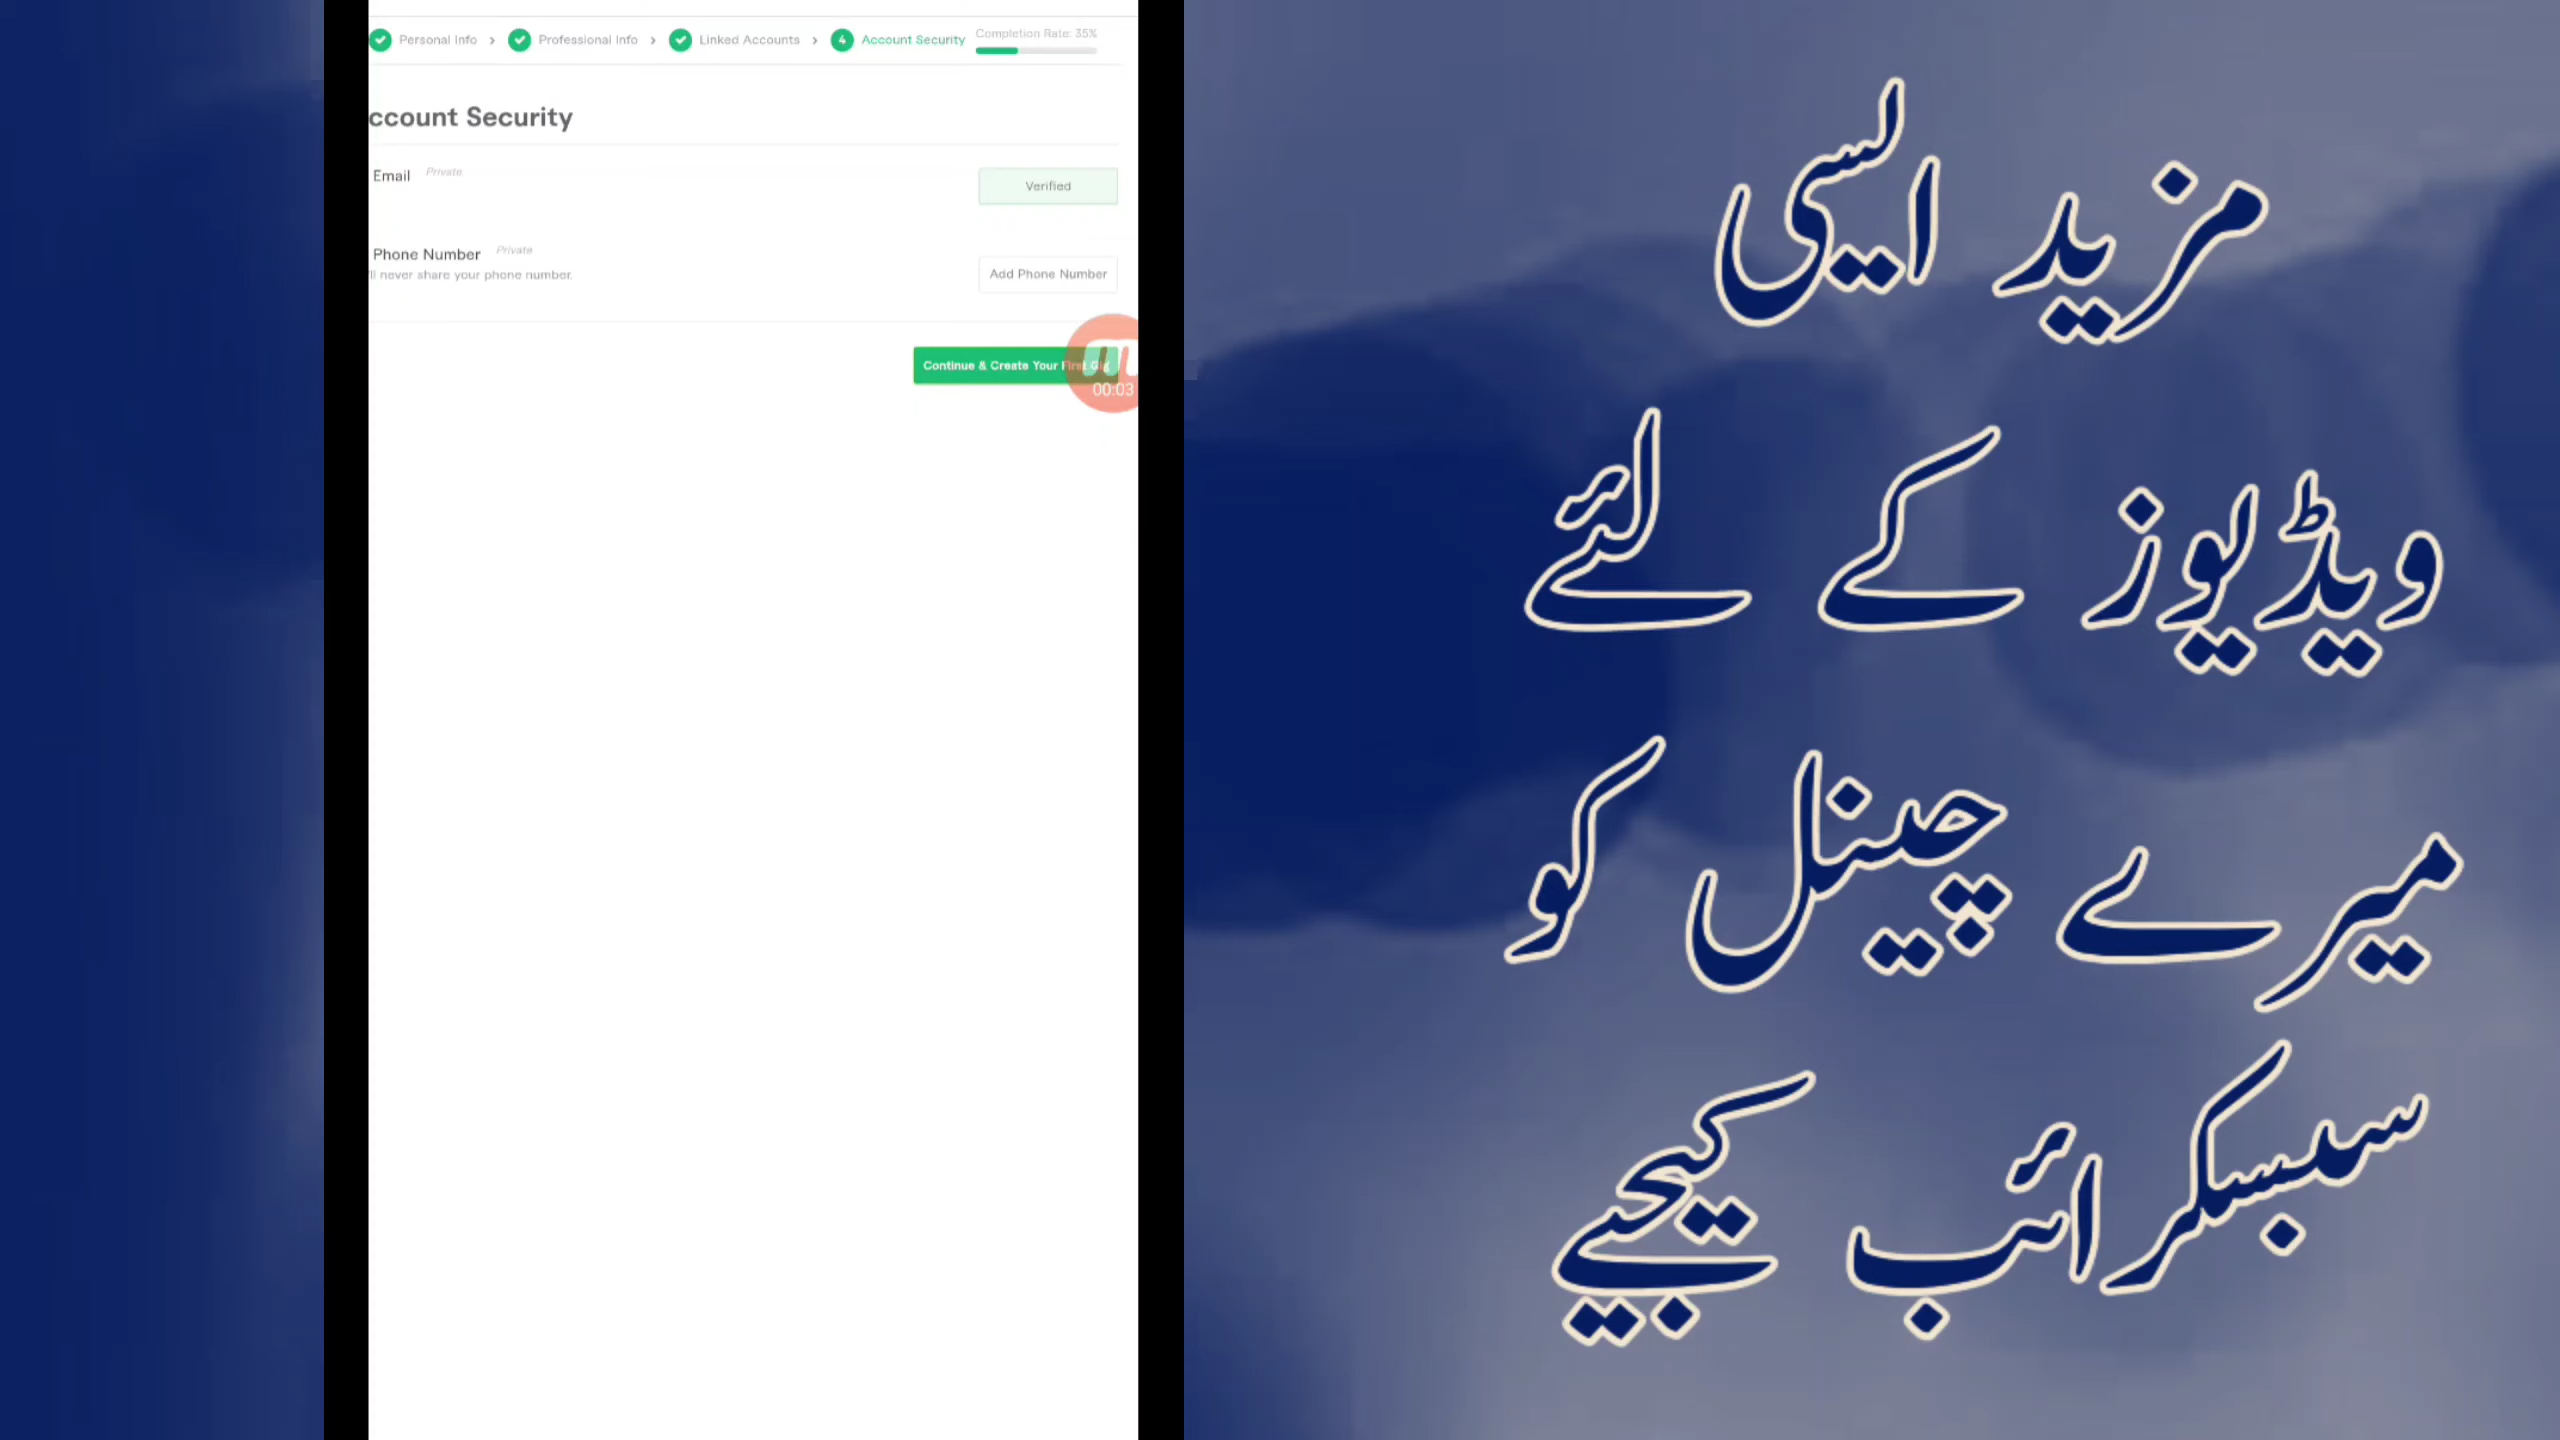 Personal Info > Professional Info > Linked Accounts > 4 Account Security Completion Rate: 35%
ccount Security
Email Private Verified
Phone Number Private
'll never share your phone number. Add Phone Number
Continue & Create Your First Gig
00:03
مزید ایسی
ویڈیوز کے لئے
میرے چینل کو
سبسکرائب کیجیے